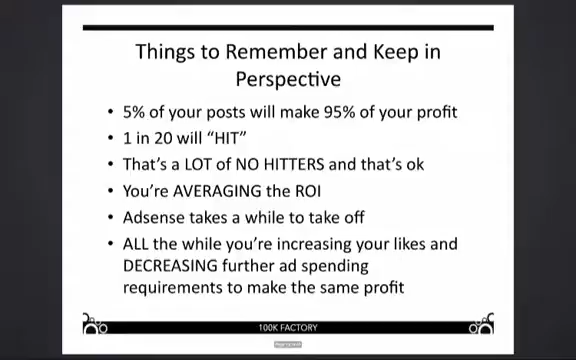 Things to Remember and Keep in
Perspective
• 5% of your posts will make 95% of your profit
• 1 in 20 will “HIT”
• That’s a LOT of NO HITTERS and that’s ok
• You’re AVERAGING the ROI
• Adsense takes a while to take off
• ALL the while you’re increasing your likes and
DECREASING further ad spending
requirements to make the same profit
100K FACTORY